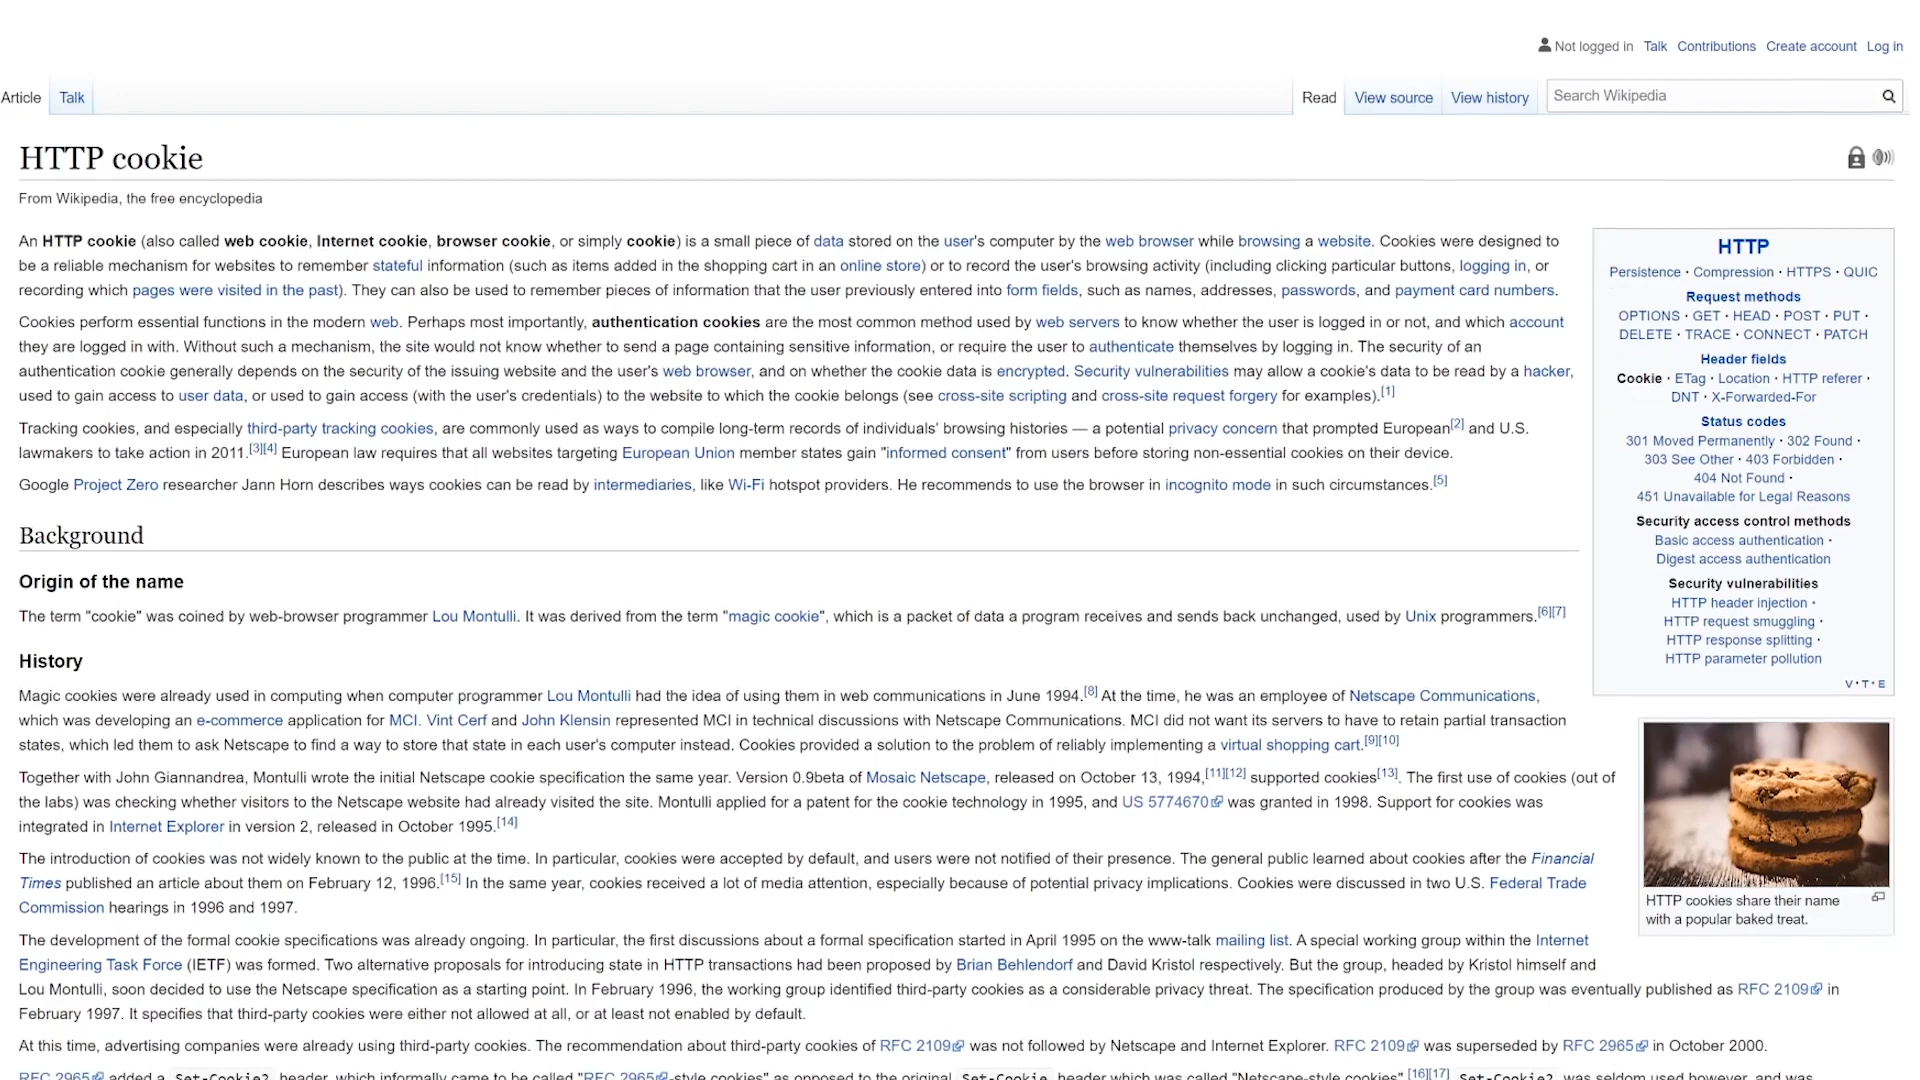 Not logged in Talk Contributions Create account Log in
Article Talk Read View source View history Search Wikipedia
HTTP cookie
From Wikipedia, the free encyclopedia
An HTTP cookie (also called web cookie, Internet cookie, browser cookie, or simply cookie) is a small piece of data stored on the user's computer by the web browser while browsing a website. Cookies were designed to
be a reliable mechanism for websites to remember stateful information (such as items added in the shopping cart in an online store) or to record the user's browsing activity (including clicking particular buttons, logging in, or
recording which pages were visited in the past). They can also be used to remember pieces of information that the user previously entered into form fields, such as names, addresses, passwords, and payment card numbers.
Cookies perform essential functions in the modern web. Perhaps most importantly, authentication cookies are the most common method used by web servers to know whether the user is logged in or not, and which account
they are logged in with. Without such a mechanism, the site would not know whether to send a page containing sensitive information, or require the user to authenticate themselves by logging in. The security of an
authentication cookie generally depends on the security of the issuing website and the user's web browser, and on whether the cookie data is encrypted. Security vulnerabilities may allow a cookie's data to be read by a hacker,
used to gain access to user data, or used to gain access (with the user's credentials) to the website to which the cookie belongs (see cross-site scripting and cross-site request forgery for examples).[1]
Tracking cookies, and especially third-party tracking cookies, are commonly used as ways to compile long-term records of individuals' browsing histories — a potential privacy concern that prompted European[2] and U.S.
lawmakers to take action in 2011.[3][4] European law requires that all websites targeting European Union member states gain "informed consent" from users before storing non-essential cookies on their device.
Google Project Zero researcher Jann Horn describes ways cookies can be read by intermediaries, like Wi-Fi hotspot providers. He recommends to use the browser in incognito mode in such circumstances.[5]
Background
Origin of the name
The term "cookie" was coined by web-browser programmer Lou Montulli. It was derived from the term "magic cookie", which is a packet of data a program receives and sends back unchanged, used by Unix programmers.[6][7]
History
Magic cookies were already used in computing when computer programmer Lou Montulli had the idea of using them in web communications in June 1994.[8] At the time, he was an employee of Netscape Communications,
which was developing an e-commerce application for MCI. Vint Cerf and John Klensin represented MCI in technical discussions with Netscape Communications. MCI did not want its servers to have to retain partial transaction
states, which led them to ask Netscape to find a way to store that state in each user's computer instead. Cookies provided a solution to the problem of reliably implementing a virtual shopping cart.[9][10]
Together with John Giannandrea, Montulli wrote the initial Netscape cookie specification the same year. Version 0.9beta of Mosaic Netscape, released on October 13, 1994,[11][12] supported cookies[13]. The first use of cookies (out of
the labs) was checking whether visitors to the Netscape website had already visited the site. Montulli applied for a patent for the cookie technology in 1995, and US 5774670 was granted in 1998. Support for cookies was
integrated in Internet Explorer in version 2, released in October 1995.[14]
The introduction of cookies was not widely known to the public at the time. In particular, cookies were accepted by default, and users were not notified of their presence. The general public learned about cookies after the Financial
Times published an article about them on February 12, 1996.[15] In the same year, cookies received a lot of media attention, especially because of potential privacy implications. Cookies were discussed in two U.S. Federal Trade
Commission hearings in 1996 and 1997.
The development of the formal cookie specifications was already ongoing. In particular, the first discussions about a formal specification started in April 1995 on the www-talk mailing list. A special working group within the Internet
Engineering Task Force (IETF) was formed. Two alternative proposals for introducing state in HTTP transactions had been proposed by Brian Behlendorf and David Kristol respectively. But the group, headed by Kristol himself and
Lou Montulli, soon decided to use the Netscape specification as a starting point. In February 1996, the working group identified third-party cookies as a considerable privacy threat. The specification produced by the group was eventually published as RFC 2109 in
February 1997. It specifies that third-party cookies were either not allowed at all, or at least not enabled by default.
At this time, advertising companies were already using third-party cookies. The recommendation about third-party cookies of RFC 2109 was not followed by Netscape and Internet Explorer. RFC 2109 was superseded by RFC 2965 in October 2000.
RFC 2965 added a Set-Cookie2 header, which informally came to be called "RFC 2965-style cookies" as opposed to the original Set-Cookie header which was called "Netscape-style cookies".[16][17] Set-Cookie2 was seldom used however, and was
HTTP
Persistence · Compression · HTTPS · QUIC
Request methods
OPTIONS · GET · HEAD · POST · PUT ·
DELETE · TRACE · CONNECT · PATCH
Header fields
Cookie · ETag · Location · HTTP referer ·
DNT · X-Forwarded-For
Status codes
301 Moved Permanently · 302 Found ·
303 See Other · 403 Forbidden ·
404 Not Found ·
451 Unavailable for Legal Reasons
Security access control methods
Basic access authentication ·
Digest access authentication
Security vulnerabilities
HTTP header injection ·
HTTP request smuggling ·
HTTP response splitting ·
HTTP parameter pollution
V · T · E
HTTP cookies share their name
with a popular baked treat.